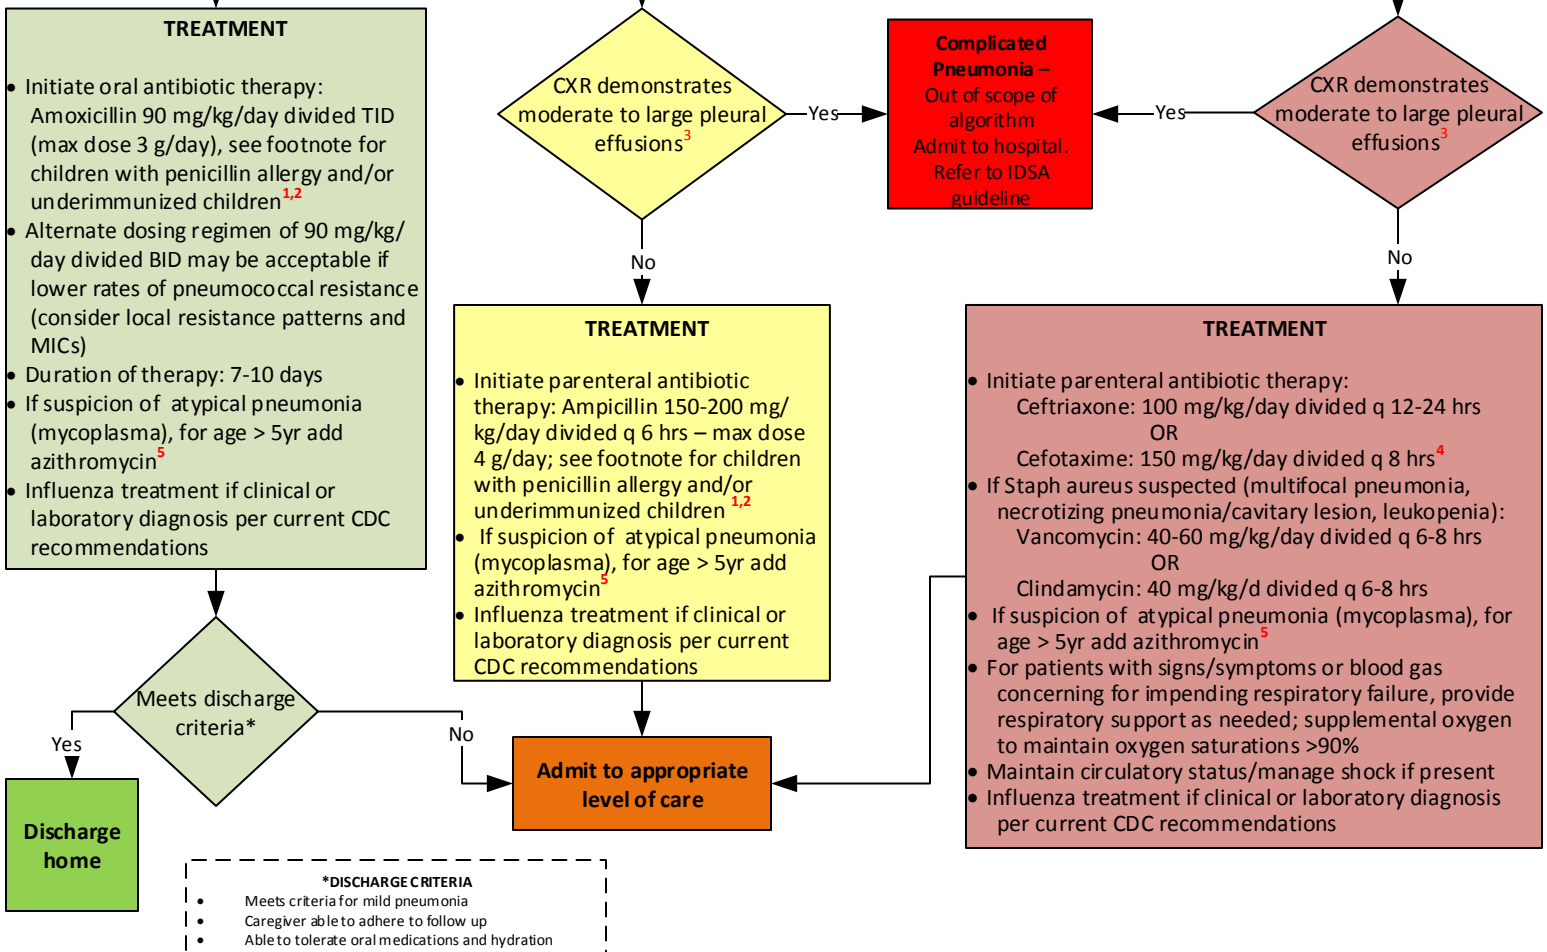 TREATMENT
• Initiate oral antibiotic therapy:
Amoxicillin 90 mg/kg/day divided TID
(max dose 3 g/day), see footnote for
children with penicillin allergy and/or
underimmunized children1,2
• Alternate dosing regimen of 90 mg/kg/
day divided BID may be acceptable if
lower rates of pneumococcal resistance
(consider local resistance patterns and
MICs)
• Duration of therapy: 7-10 days
• If suspicion of atypical pneumonia
(mycoplasma), for age > 5yr add
azithromycin5
• Influenza treatment if clinical or
laboratory diagnosis per current CDC
recommendations
Meets discharge
criteria*
Yes
No
Discharge
home
CXR demonstrates
moderate to large pleural
effusions3
Yes
No
Complicated
Pneumonia –
Out of scope of
algorithm
Admit to hospital.
Refer to IDSA
guideline
Yes
CXR demonstrates
moderate to large pleural
effusions3
No
TREATMENT
• Initiate parenteral antibiotic
therapy: Ampicillin 150-200 mg/
kg/day divided q 6 hrs – max dose
4 g/day; see footnote for children
with penicillin allergy and/or
underimmunized children 1,2
• If suspicion of atypical pneumonia
(mycoplasma), for age > 5yr add
azithromycin5
• Influenza treatment if clinical or
laboratory diagnosis per current
CDC recommendations
Admit to appropriate
level of care
TREATMENT
• Initiate parenteral antibiotic therapy:
Ceftriaxone: 100 mg/kg/day divided q 12-24 hrs
OR
Cefotaxime: 150 mg/kg/day divided q 8 hrs4
• If Staph aureus suspected (multifocal pneumonia,
necrotizing pneumonia/cavitary lesion, leukopenia):
Vancomycin: 40-60 mg/kg/day divided q 6-8 hrs
OR
Clindamycin: 40 mg/kg/d divided q 6-8 hrs
• If suspicion of atypical pneumonia (mycoplasma), for
age > 5yr add azithromycin5
• For patients with signs/symptoms or blood gas
concerning for impending respiratory failure, provide
respiratory support as needed; supplemental oxygen
to maintain oxygen saturations >90%
• Maintain circulatory status/manage shock if present
• Influenza treatment if clinical or laboratory diagnosis
per current CDC recommendations
*DISCHARGE CRITERIA
• Meets criteria for mild pneumonia
• Caregiver able to adhere to follow up
• Able to tolerate oral medications and hydration